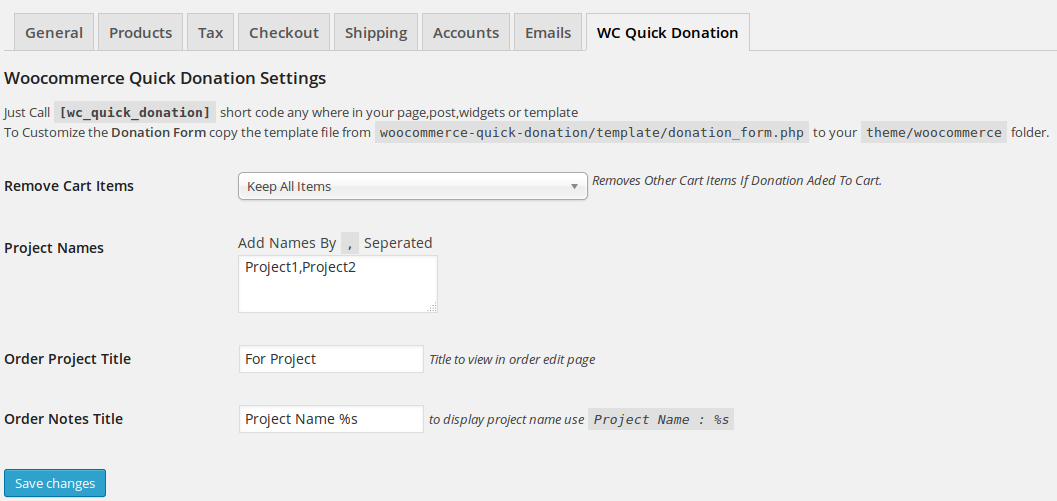 General Products Tax Checkout Shipping Accounts Emails WC Quick Donation
Woocommerce Quick Donation Settings
Just Call [wc_quick_donation] short code any where in your page,post,widgets or template
To Customize the Donation Form copy the template file from woocommerce-quick-donation/template/donation_form.php to your theme/woocommerce folder.
Remove Cart Items Keep All Items Removes Other Cart Items If Donation Aded To Cart.
Project Names Add Names By , Seperated
Project1,Project2
Order Project Title For Project Title to view in order edit page
Order Notes Title Project Name %s to display project name use Project Name : %s
Save changes